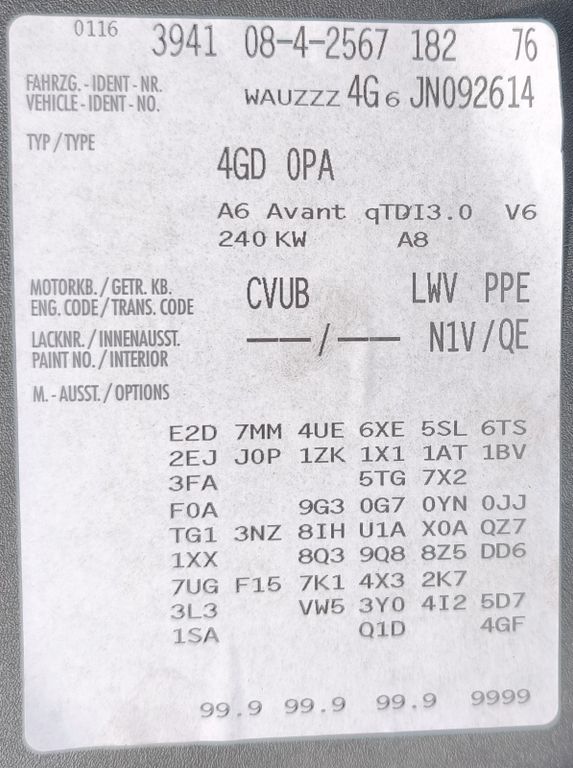 0116 3941 08-4-2567 182 76
FAHRZG.-IDENT-NR.
VEHICLE-IDENT-NO. WAUZZZ 4G6 JN092614
TYP/TYPE
4GD 0PA
A6 Avant qTDI3.0 V6
240 KW A8
MOTORKB./GETR. KB.
ENG. CODE/TRANS. CODE CVUB LWV PPE
LACKNR./INNENAUSST.
PAINT NO./INTERIOR ——/—— N1V/QE
M.-AUSST./OPTIONS
E2D 7MM 4UE 6XE 5SL 6TS
2EJ J0P 1ZK 1X1 1AT 1BV
3FA 5TG 7X2
F0A 9G3 0G7 0YN 0JJ
TG1 3NZ 8IH U1A X0A QZ7
1XX 8Q3 9Q8 8Z5 DD6
7UG F15 7K1 4X3 2K7
3L3 VW5 3Y0 4I2 5D7
1SA Q1D 4GF
99.9 99.9 99.9 9999